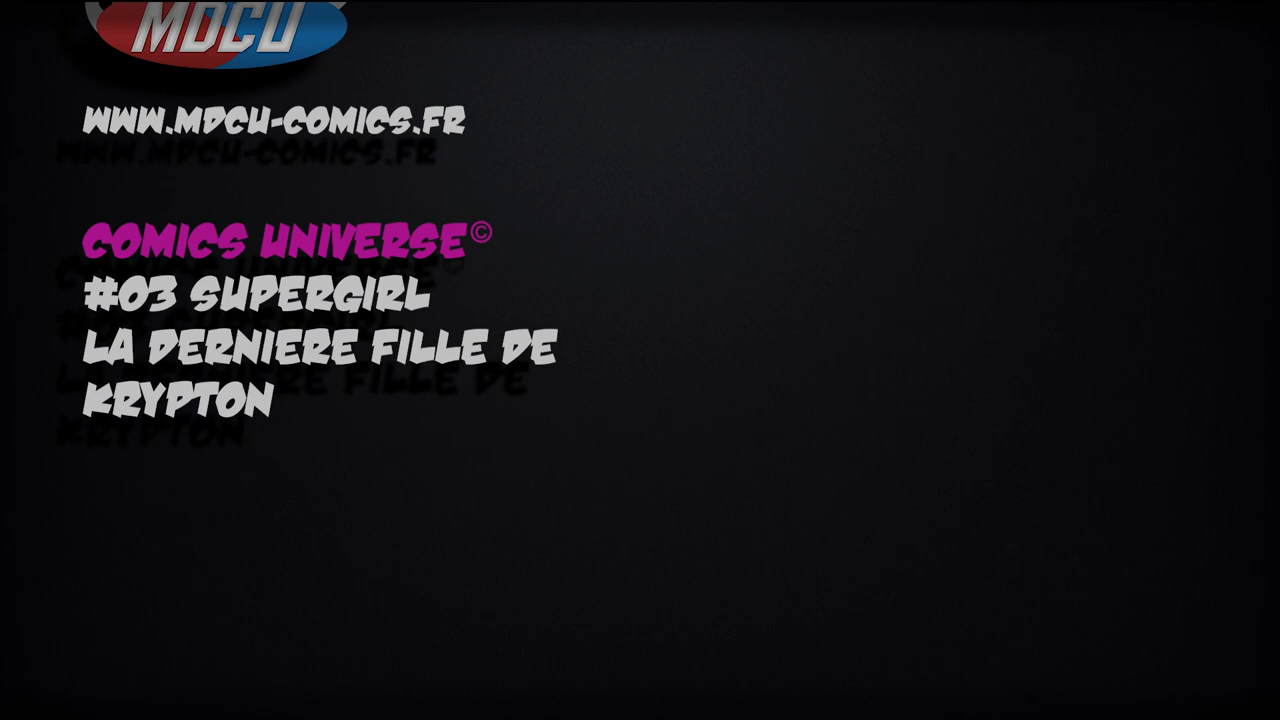 MDCU
WWW.MDCU-COMICS.FR
COMICS UNIVERSE©
#03 SUPERGIRL
LA DERNIERE FILLE DE
KRYPTON